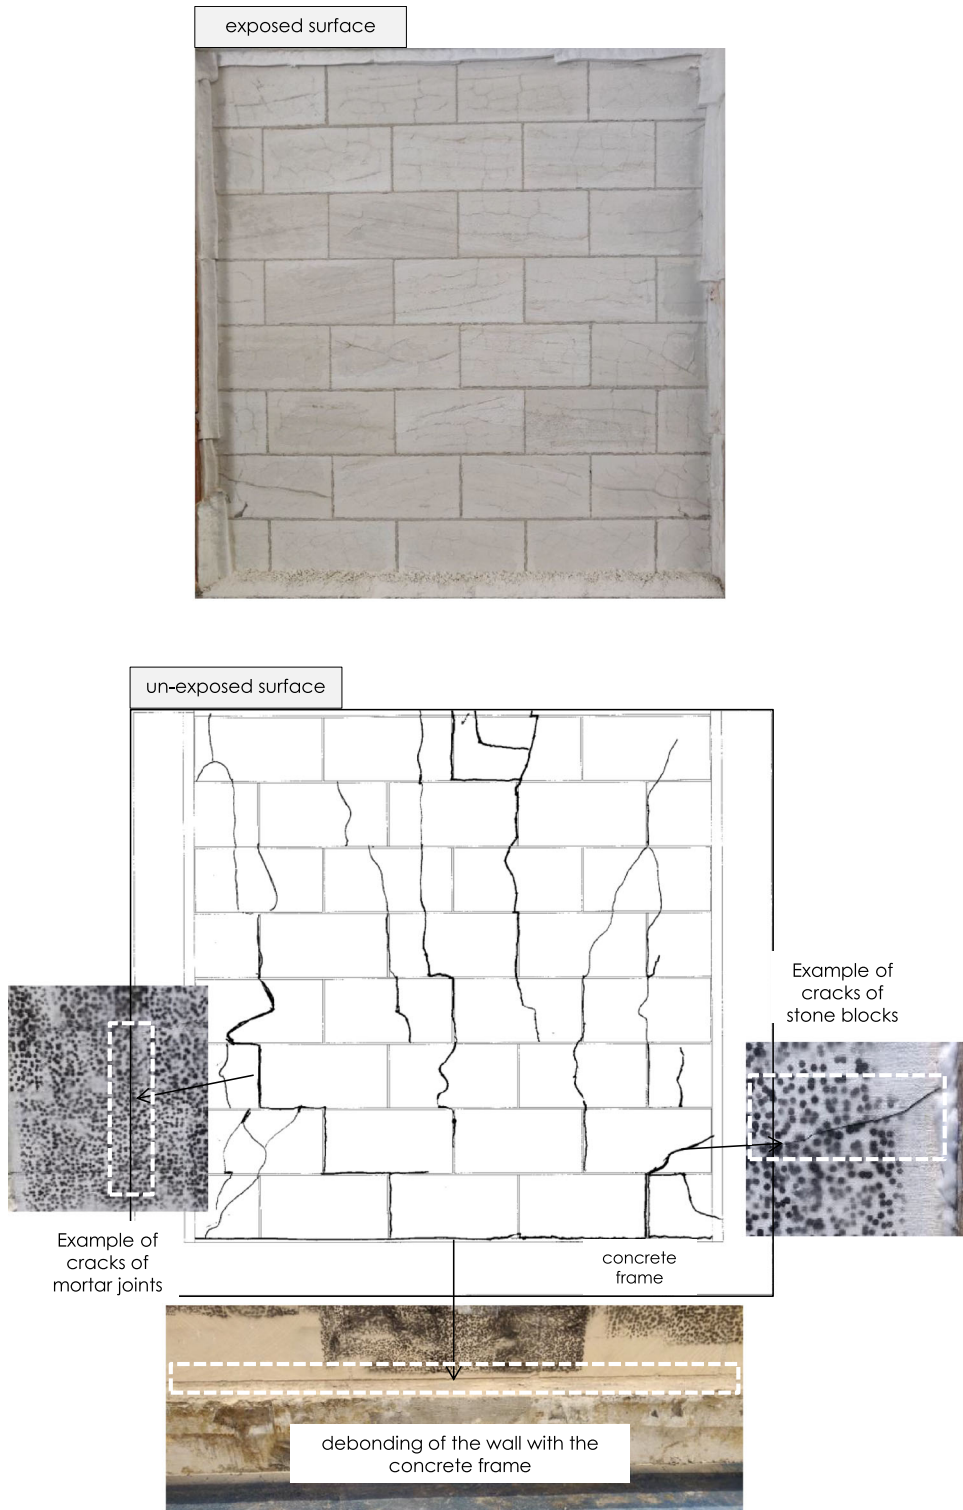 exposed surface
un-exposed surface
Example of
cracks of
stone blocks
Example of
cracks of
mortar joints
concrete
frame
debonding of the wall with the
concrete frame